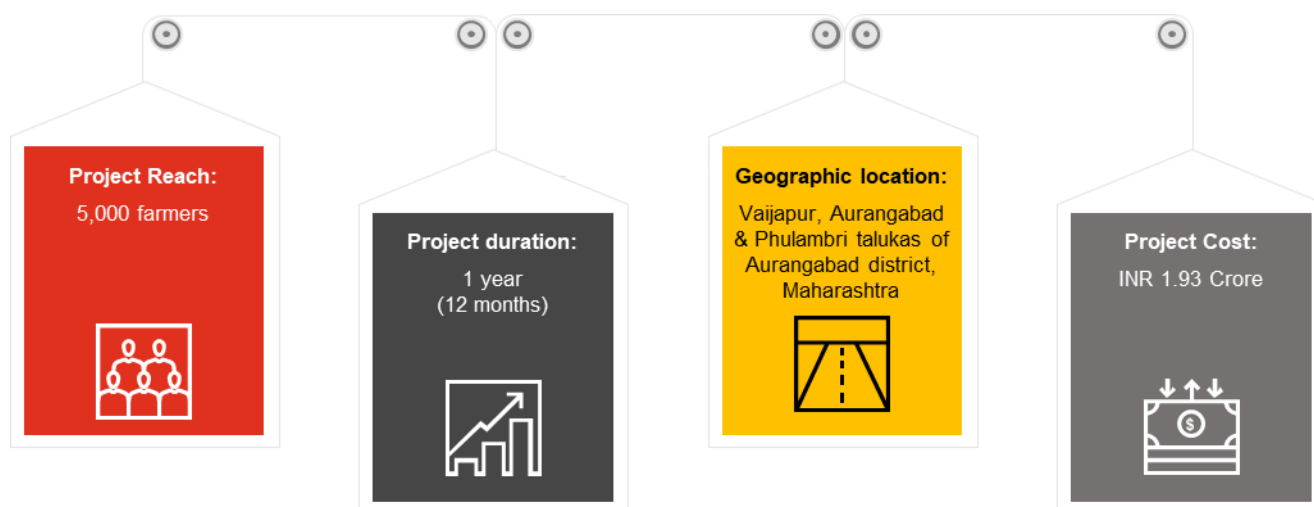 Project Reach:
5,000 farmers
Project duration:
1 year
(12 months)
Geographic location:
Vaijapur, Aurangabad
& Phulambri talukas of
Aurangabad district,
Maharashtra
Project Cost:
INR 1.93 Crore
$